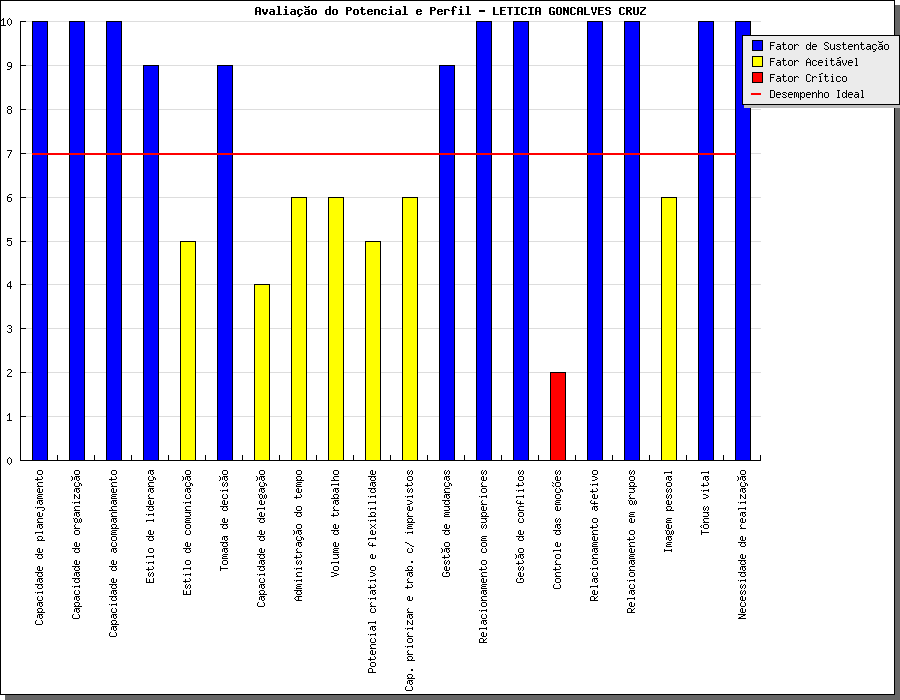 Avaliação do Potencial e Perfil - LETICIA GONCALVES CRUZ
10
9
8
7
6
5
4
3
2
1
0
Fator de Sustentação
Fator Aceitável
Fator Crítico
Desempenho Ideal
Capacidade de planejamento
Capacidade de organização
Capacidade de acompanhamento
Estilo de liderança
Estilo de comunicação
Tomada de decisão
Capacidade de delegação
Administração do tempo
Volume de trabalho
Potencial criativo e flexibilidade
Cap. priorizar e trab. c/ imprevistos
Gestão de mudanças
Relacionamento com superiores
Gestão de conflitos
Controle das emoções
Relacionamento afetivo
Relacionamento em grupos
Imagem pessoal
Tônus vital
Necessidade de realização